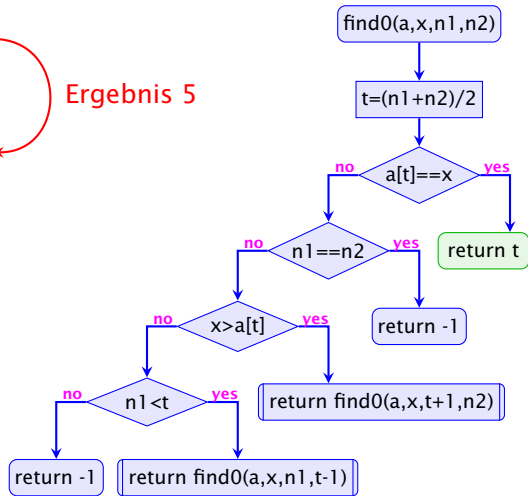 find0(a,x,n1,n2)
Ergebnis 5
t=(n1+n2)/2
a[t]==x
no
yes
return t
n1==n2
no
yes
return -1
x>a[t]
no
yes
return find0(a,x,t+1,n2)
n1<t
no
yes
return -1
return find0(a,x,n1,t-1)